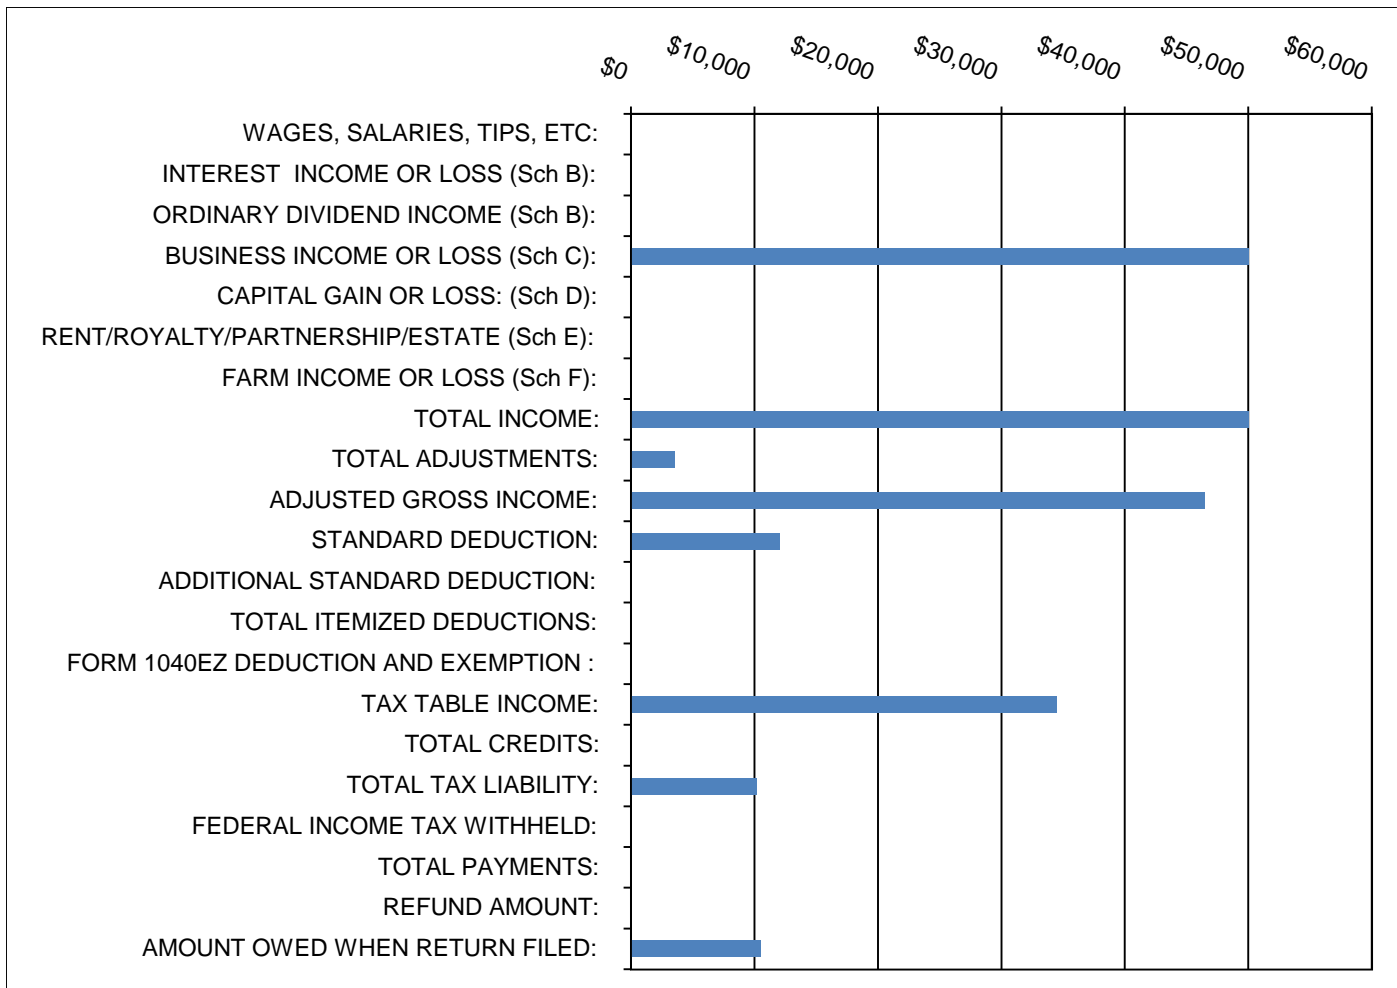 $0
$10,000
$20,000
$30,000
$40,000
$50,000
$60,000
WAGES, SALARIES, TIPS, ETC:
INTEREST  INCOME OR LOSS (Sch B):
ORDINARY DIVIDEND INCOME (Sch B):
BUSINESS INCOME OR LOSS (Sch C):
CAPITAL GAIN OR LOSS: (Sch D):
RENT/ROYALTY/PARTNERSHIP/ESTATE (Sch E):
FARM INCOME OR LOSS (Sch F):
TOTAL INCOME:
TOTAL ADJUSTMENTS:
ADJUSTED GROSS INCOME:
STANDARD DEDUCTION:
ADDITIONAL STANDARD DEDUCTION:
TOTAL ITEMIZED DEDUCTIONS:
FORM 1040EZ DEDUCTION AND EXEMPTION :
TAX TABLE INCOME:
TOTAL CREDITS:
TOTAL TAX LIABILITY:
FEDERAL INCOME TAX WITHHELD:
TOTAL PAYMENTS:
REFUND AMOUNT:
AMOUNT OWED WHEN RETURN FILED: